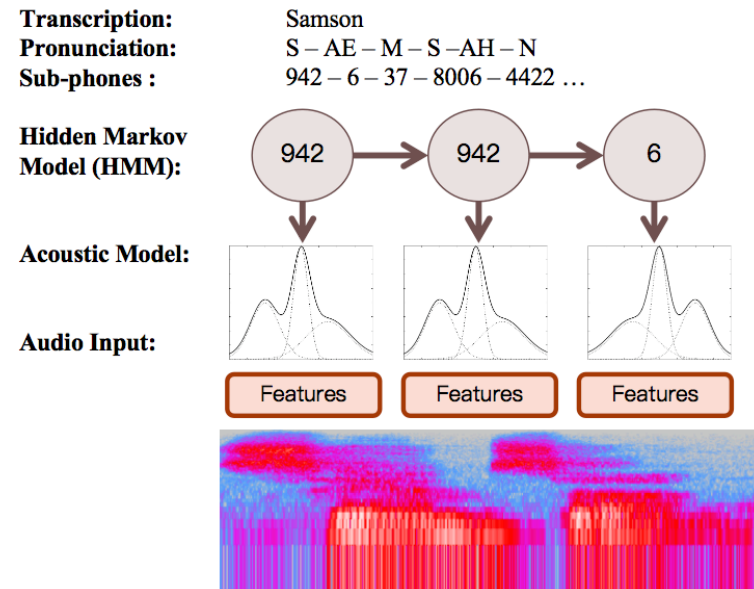 Transcription: Samson
Pronunciation: S – AE – M – S –AH – N
Sub-phones : 942 – 6 – 37 – 8006 – 4422 …
Hidden Markov
Model (HMM):
942 942 6
Acoustic Model:
Audio Input:
Features Features Features